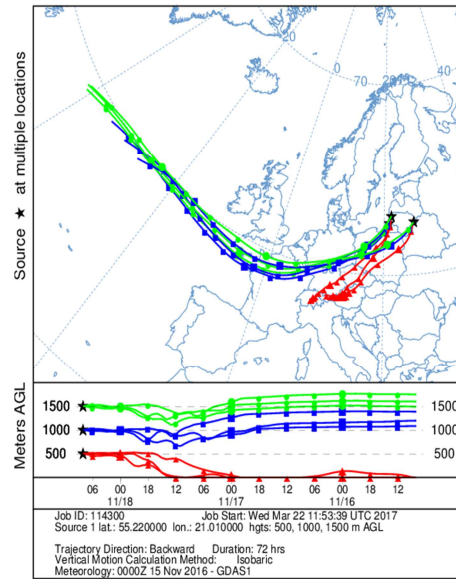 Source ★ at multiple locations
20
0
40
70
20
Meters AGL
1500
1000
500
1500
1000
500
06 00 18 12 06 00 18 12 06 00 18 12
11/18 11/17 11/16
Job ID: 114300 Job Start: Wed Mar 22 11:53:39 UTC 2017
Source 1 lat.: 55.220000 lon.: 21.010000 hgts: 500, 1000, 1500 m AGL
Trajectory Direction: Backward Duration: 72 hrs
Vertical Motion Calculation Method: Isobaric
Meteorology: 0000Z 15 Nov 2016 - GDAS1